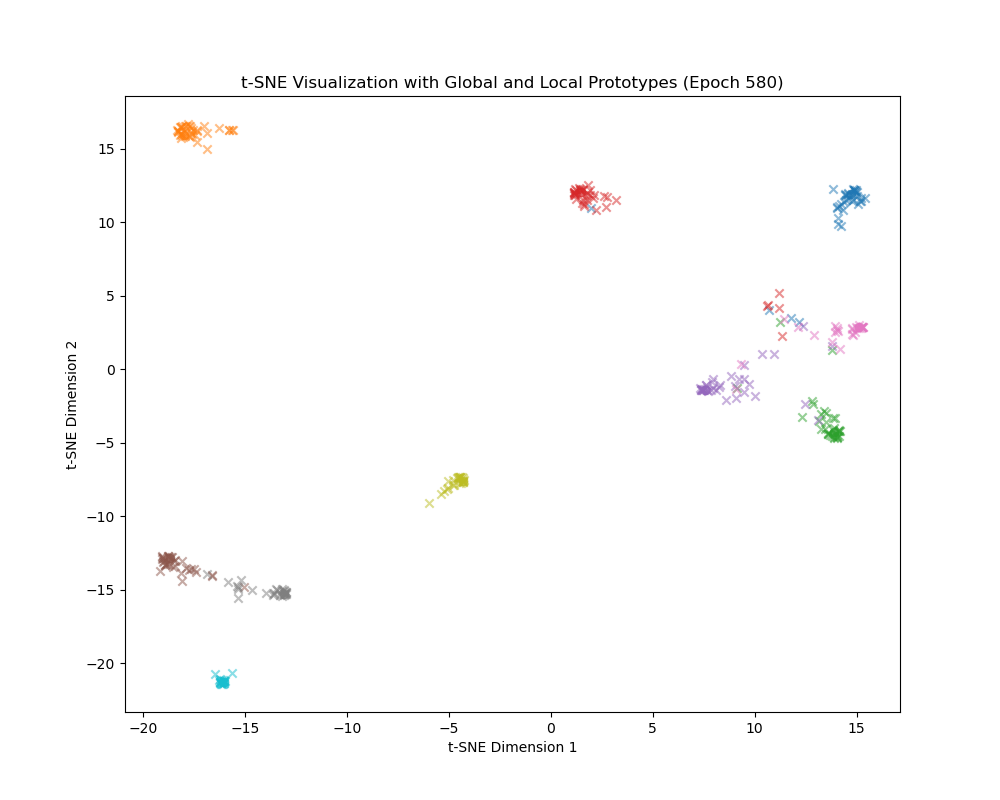 t-SNE Visualization with Global and Local Prototypes (Epoch 580)
t-SNE Dimension 2
15
10
5
0
−5
−10
−15
−20
−20 −15 −10 −5 0 5 10 15
t-SNE Dimension 1